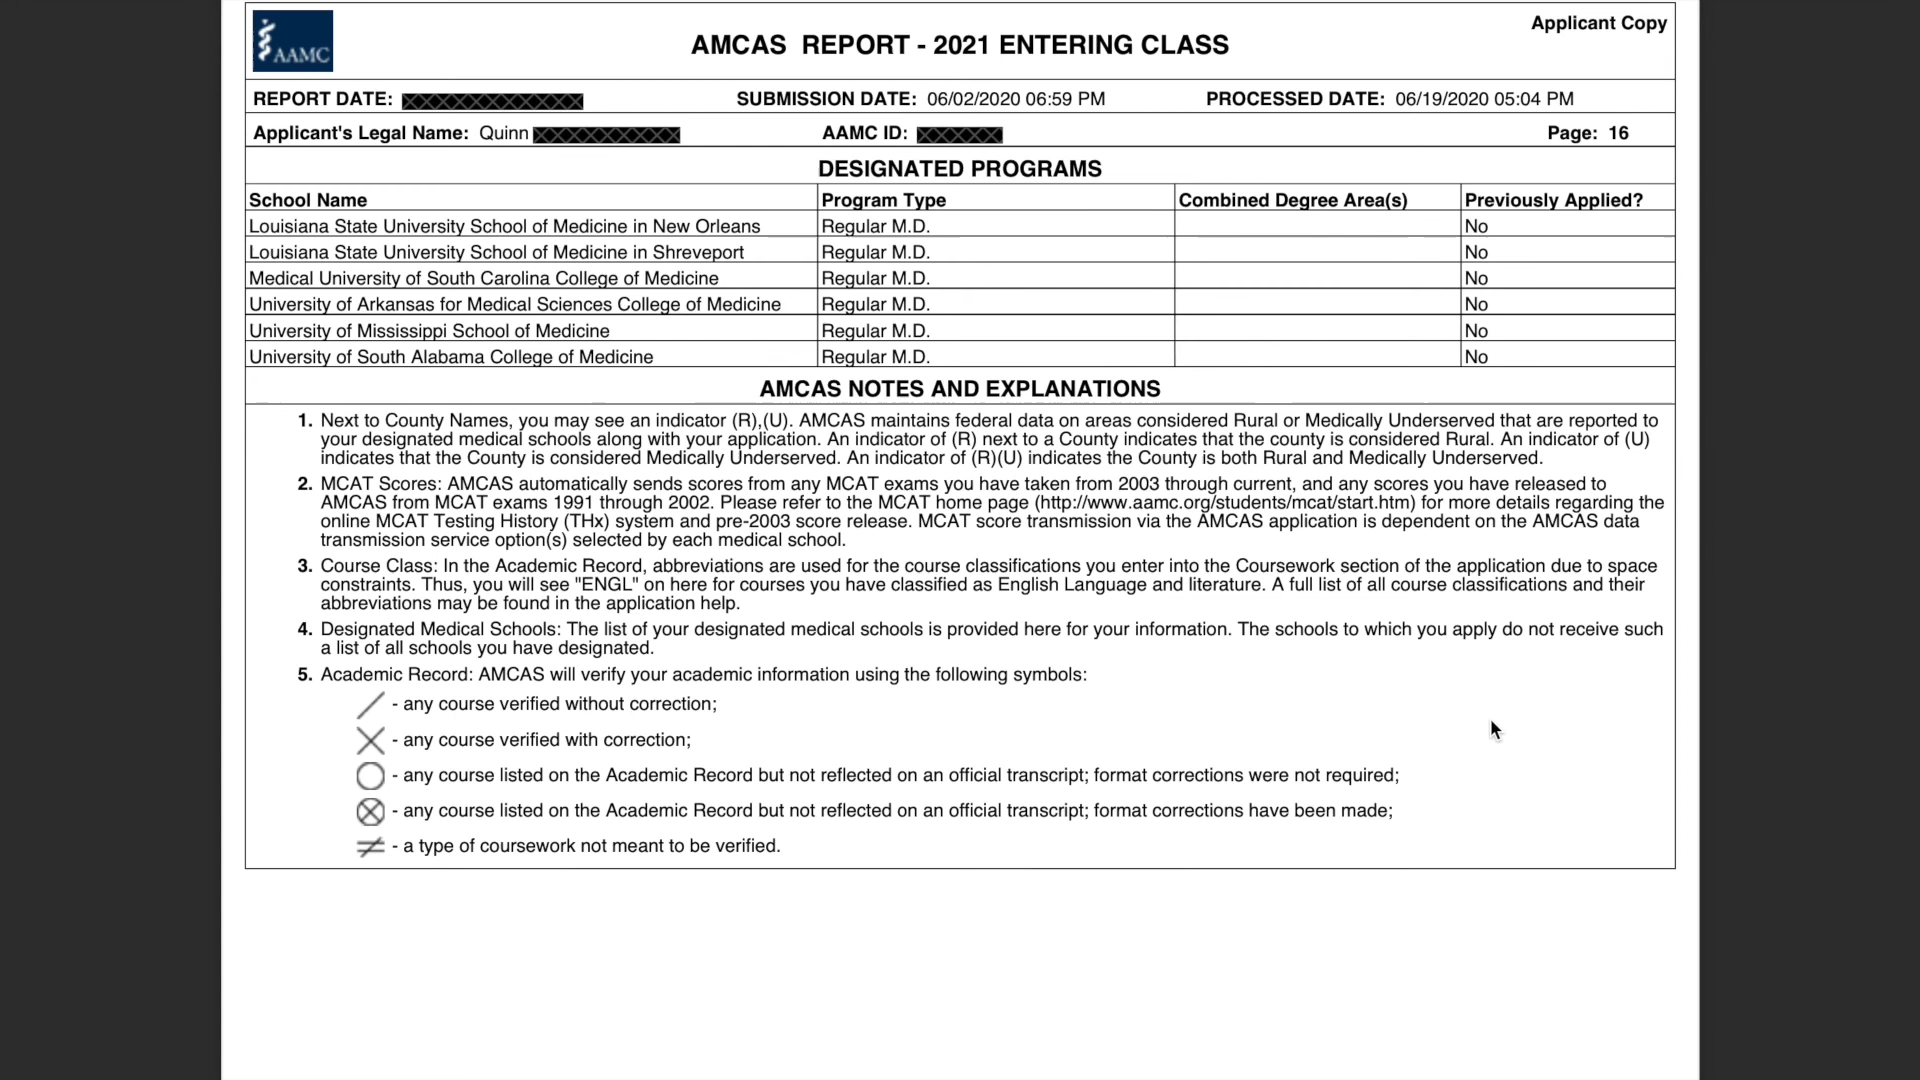 AAMC
AMCAS REPORT - 2021 ENTERING CLASS
Applicant Copy
REPORT DATE:
SUBMISSION DATE: 06/02/2020 06:59 PM
PROCESSED DATE: 06/19/2020 05:04 PM
Applicant's Legal Name: Quinn
AAMC ID:
Page: 16
DESIGNATED PROGRAMS
School Name Program Type Combined Degree Area(s) Previously Applied?
Louisiana State University School of Medicine in New Orleans Regular M.D. No
Louisiana State University School of Medicine in Shreveport Regular M.D. No
Medical University of South Carolina College of Medicine Regular M.D. No
University of Arkansas for Medical Sciences College of Medicine Regular M.D. No
University of Mississippi School of Medicine Regular M.D. No
University of South Alabama College of Medicine Regular M.D. No
AMCAS NOTES AND EXPLANATIONS
1. Next to County Names, you may see an indicator (R),(U). AMCAS maintains federal data on areas considered Rural or Medically Underserved that are reported to
your designated medical schools along with your application. An indicator of (R) next to a County indicates that the county is considered Rural. An indicator of (U)
indicates that the County is considered Medically Underserved. An indicator of (R)(U) indicates the County is both Rural and Medically Underserved.
2. MCAT Scores: AMCAS automatically sends scores from any MCAT exams you have taken from 2003 through current, and any scores you have released to
AMCAS from MCAT exams 1991 through 2002. Please refer to the MCAT home page (http://www.aamc.org/students/mcat/start.htm) for more details regarding the
online MCAT Testing History (THx) system and pre-2003 score release. MCAT score transmission via the AMCAS application is dependent on the AMCAS data
transmission service option(s) selected by each medical school.
3. Course Class: In the Academic Record, abbreviations are used for the course classifications you enter into the Coursework section of the application due to space
constraints. Thus, you will see "ENGL" on here for courses you have classified as English Language and literature. A full list of all course classifications and their
abbreviations may be found in the application help.
4. Designated Medical Schools: The list of your designated medical schools is provided here for your information. The schools to which you apply do not receive such
a list of all schools you have designated.
5. Academic Record: AMCAS will verify your academic information using the following symbols:
- any course verified without correction;
- any course verified with correction;
- any course listed on the Academic Record but not reflected on an official transcript; format corrections were not required;
- any course listed on the Academic Record but not reflected on an official transcript; format corrections have been made;
- a type of coursework not meant to be verified.